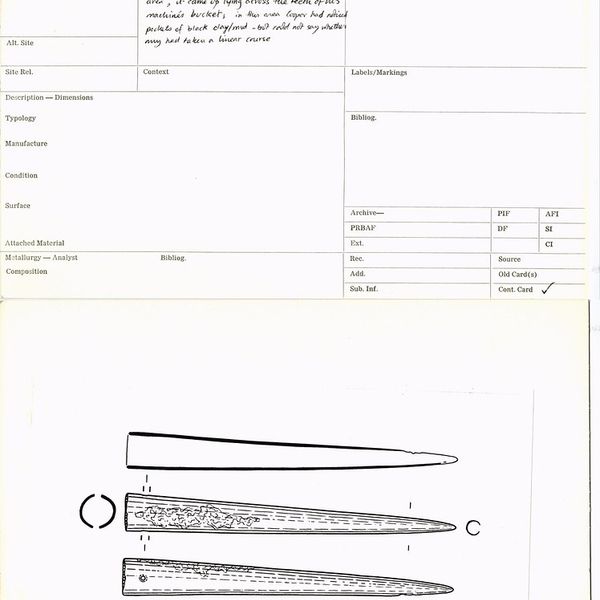 area, it came up lying across the teeth of his
machine's bucket; in this area Cooper had noticed
pockets of black clay/mud - but could not say whether
they had taken a linear course
Alt. Site
Site Rel.
Context
Labels/Markings
Description — Dimensions
Typology
Bibliog.
Manufacture
Condition
Surface
Archive—
PIF
AFI
PRBAF
DF
SI
Attached Material
Ext.
CI
Metallurgy — Analyst
Bibliog.
Rec.
Source
Composition
Add.
Old Card(s)
Sub. Inf.
Cont. Card ✓